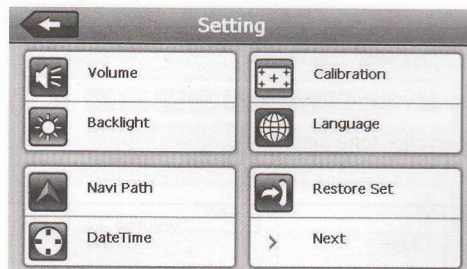 Setting
Volume
Calibration
Backlight
Language
Navi Path
Restore Set
DateTime
Next